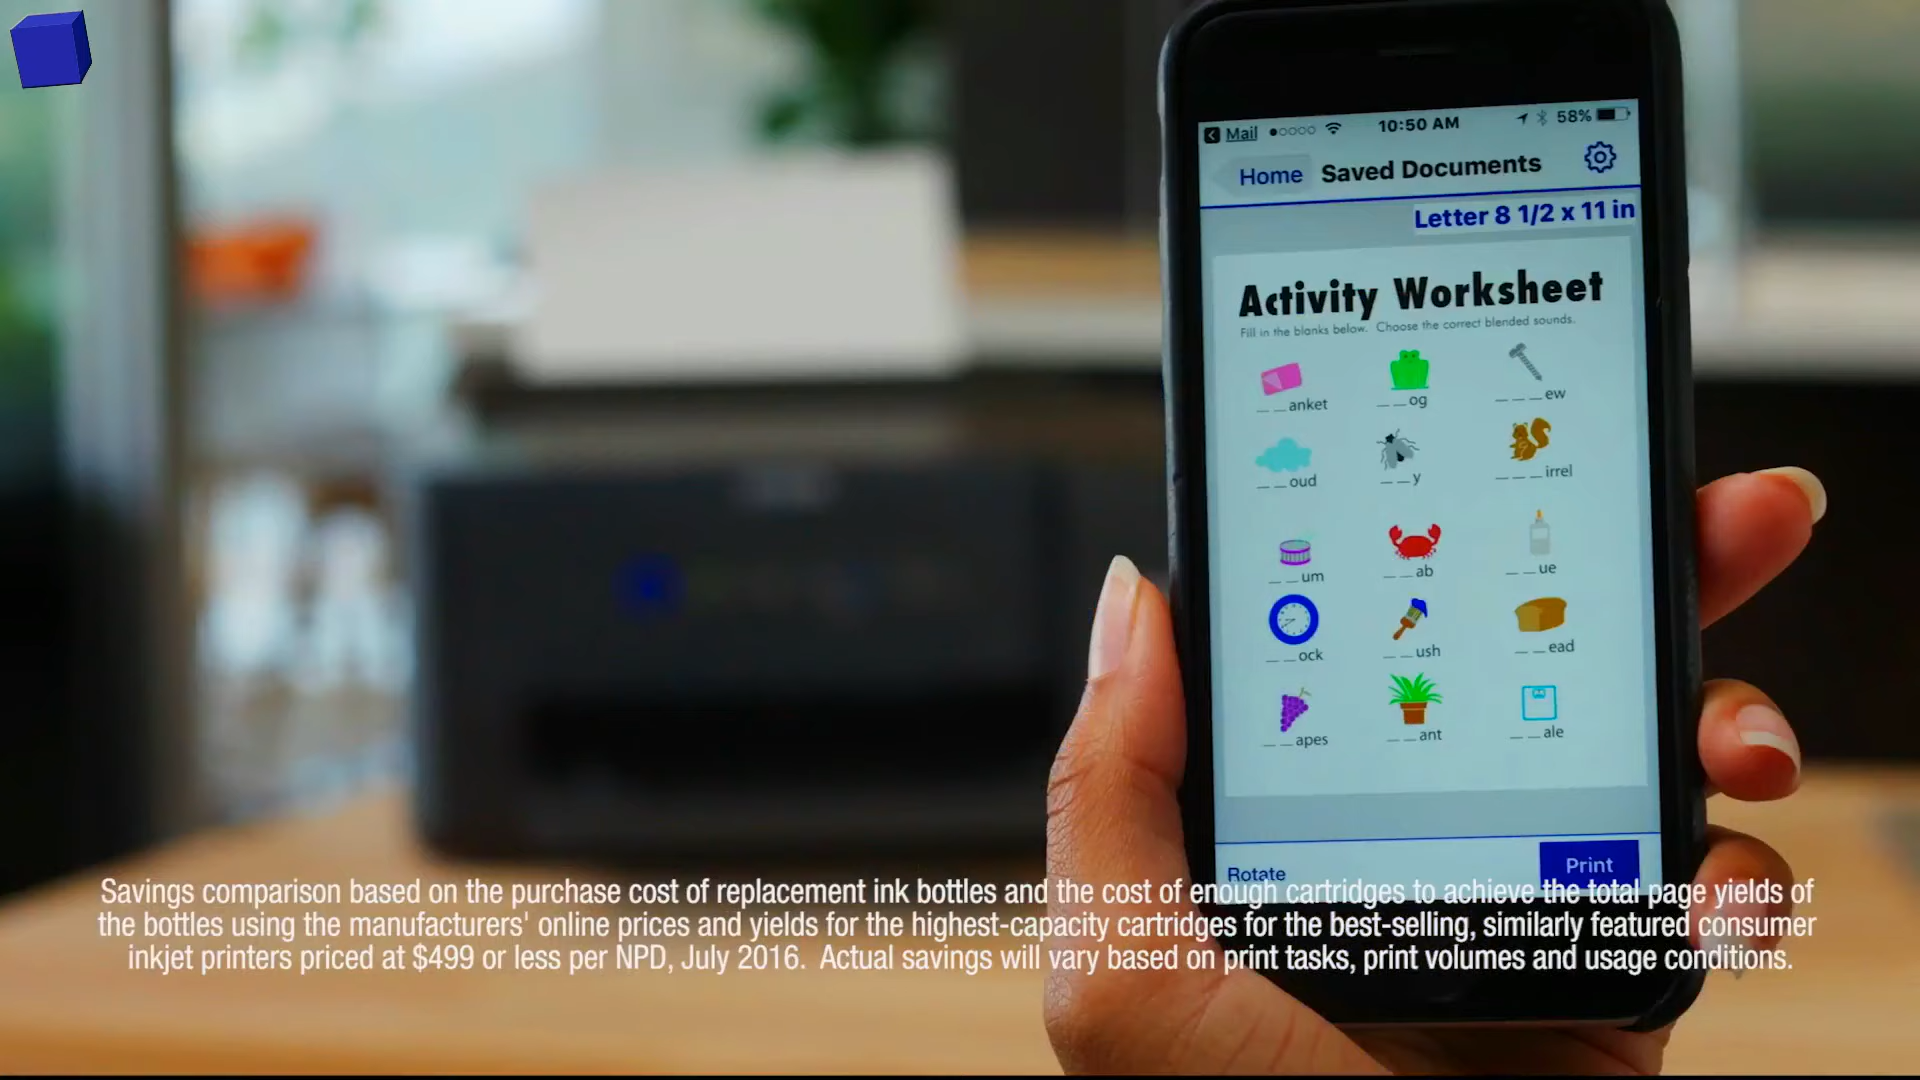 Mail 10:50 AM 58%
Home Saved Documents
Letter 8 1/2 x 11 in
Activity Worksheet
Fill in the blanks below. Choose the correct blended sounds.
_ _ anket _ _ og _ _ _ ew
_ _ oud _ _ y _ _ _ irrel
_ _ um _ _ ab _ _ ue
_ _ ock _ _ ush _ _ ead
_ _ apes _ _ ant _ _ ale
Rotate Print
Savings comparison based on the purchase cost of replacement ink bottles and the cost of enough cartridges to achieve the total page yields of
the bottles using the manufacturers' online prices and yields for the highest-capacity cartridges for the best-selling, similarly featured consumer
inkjet printers priced at $499 or less per NPD, July 2016. Actual savings will vary based on print tasks, print volumes and usage conditions.